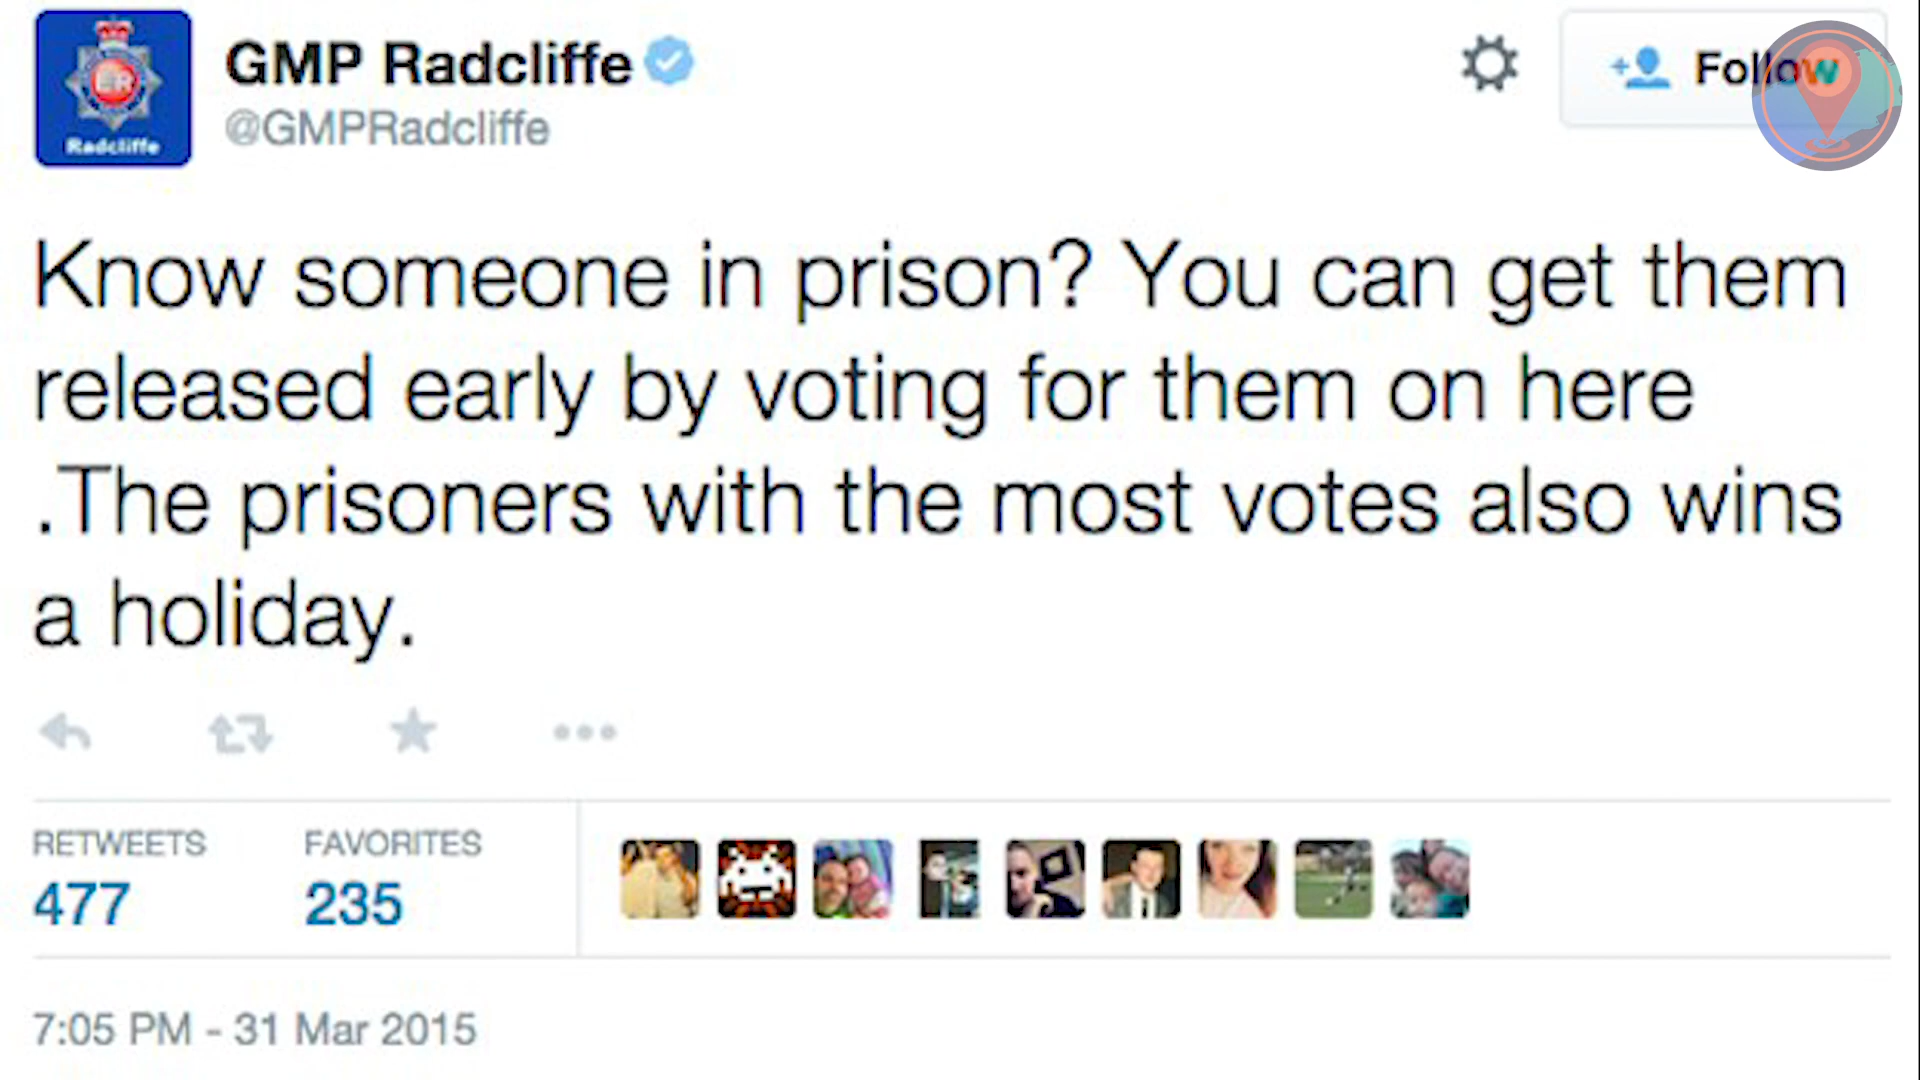 GMP Radcliffe
@GMPRadcliffe
Follow
Radcliffe
Know someone in prison? You can get them
released early by voting for them on here
.The prisoners with the most votes also wins
a holiday.
RETWEETS FAVORITES
477 235
7:05 PM - 31 Mar 2015